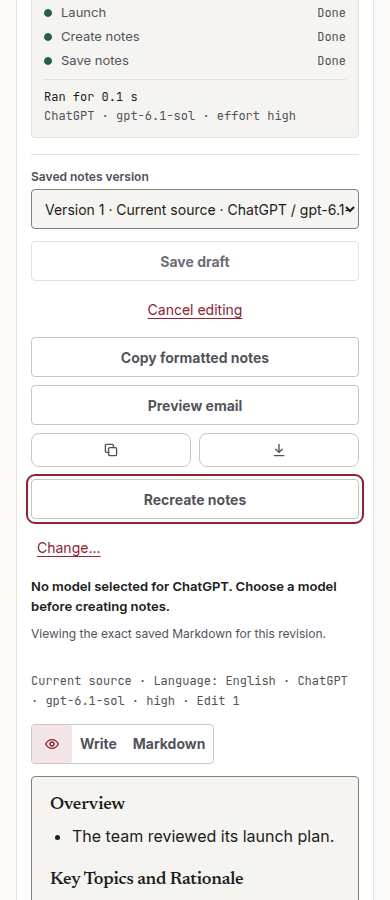 Launch Done
Create notes Done
Save notes Done
Ran for 0.1 s
ChatGPT · gpt-6.1-sol · effort high
Saved notes version
Version 1 · Current source · ChatGPT / gpt-6.1
Save draft
Cancel editing
Copy formatted notes
Preview email
Recreate notes
Change...
No model selected for ChatGPT. Choose a model
before creating notes.
Viewing the exact saved Markdown for this revision.
Current source · Language: English · ChatGPT
· gpt-6.1-sol · high · Edit 1
Write Markdown
Overview
• The team reviewed its launch plan.
Key Topics and Rationale